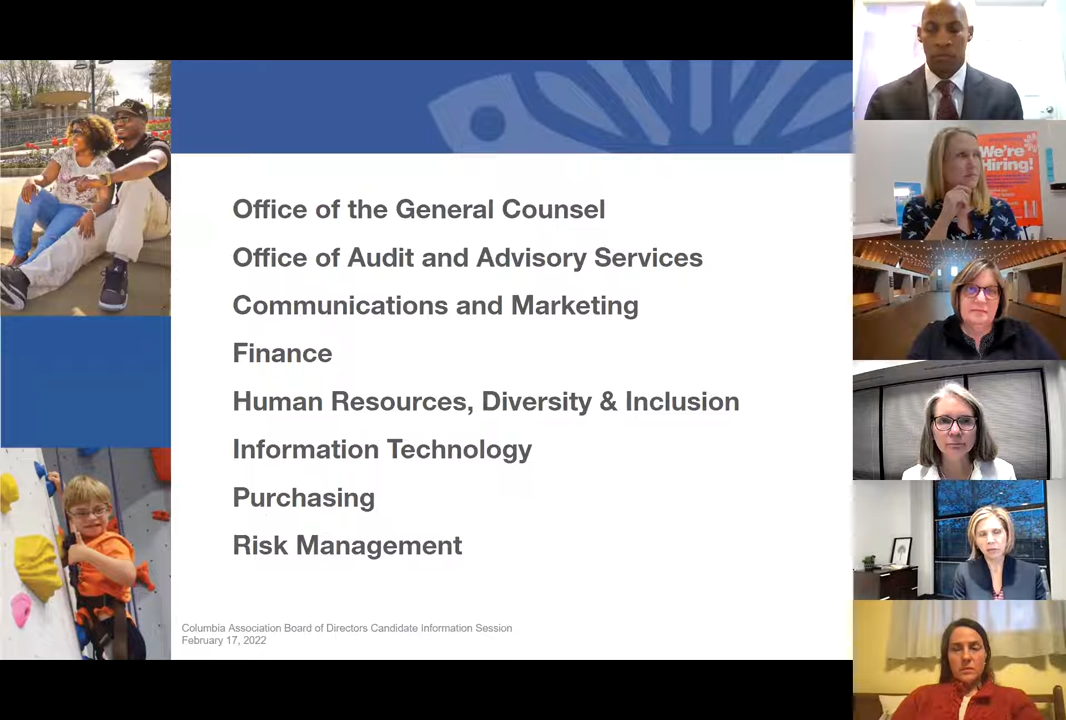 Office of the General Counsel
Office of Audit and Advisory Services
Communications and Marketing
Finance
Human Resources, Diversity & Inclusion
Information Technology
Purchasing
Risk Management
Columbia Association Board of Directors Candidate Information Session
February 17, 2022
We're
Hiring!